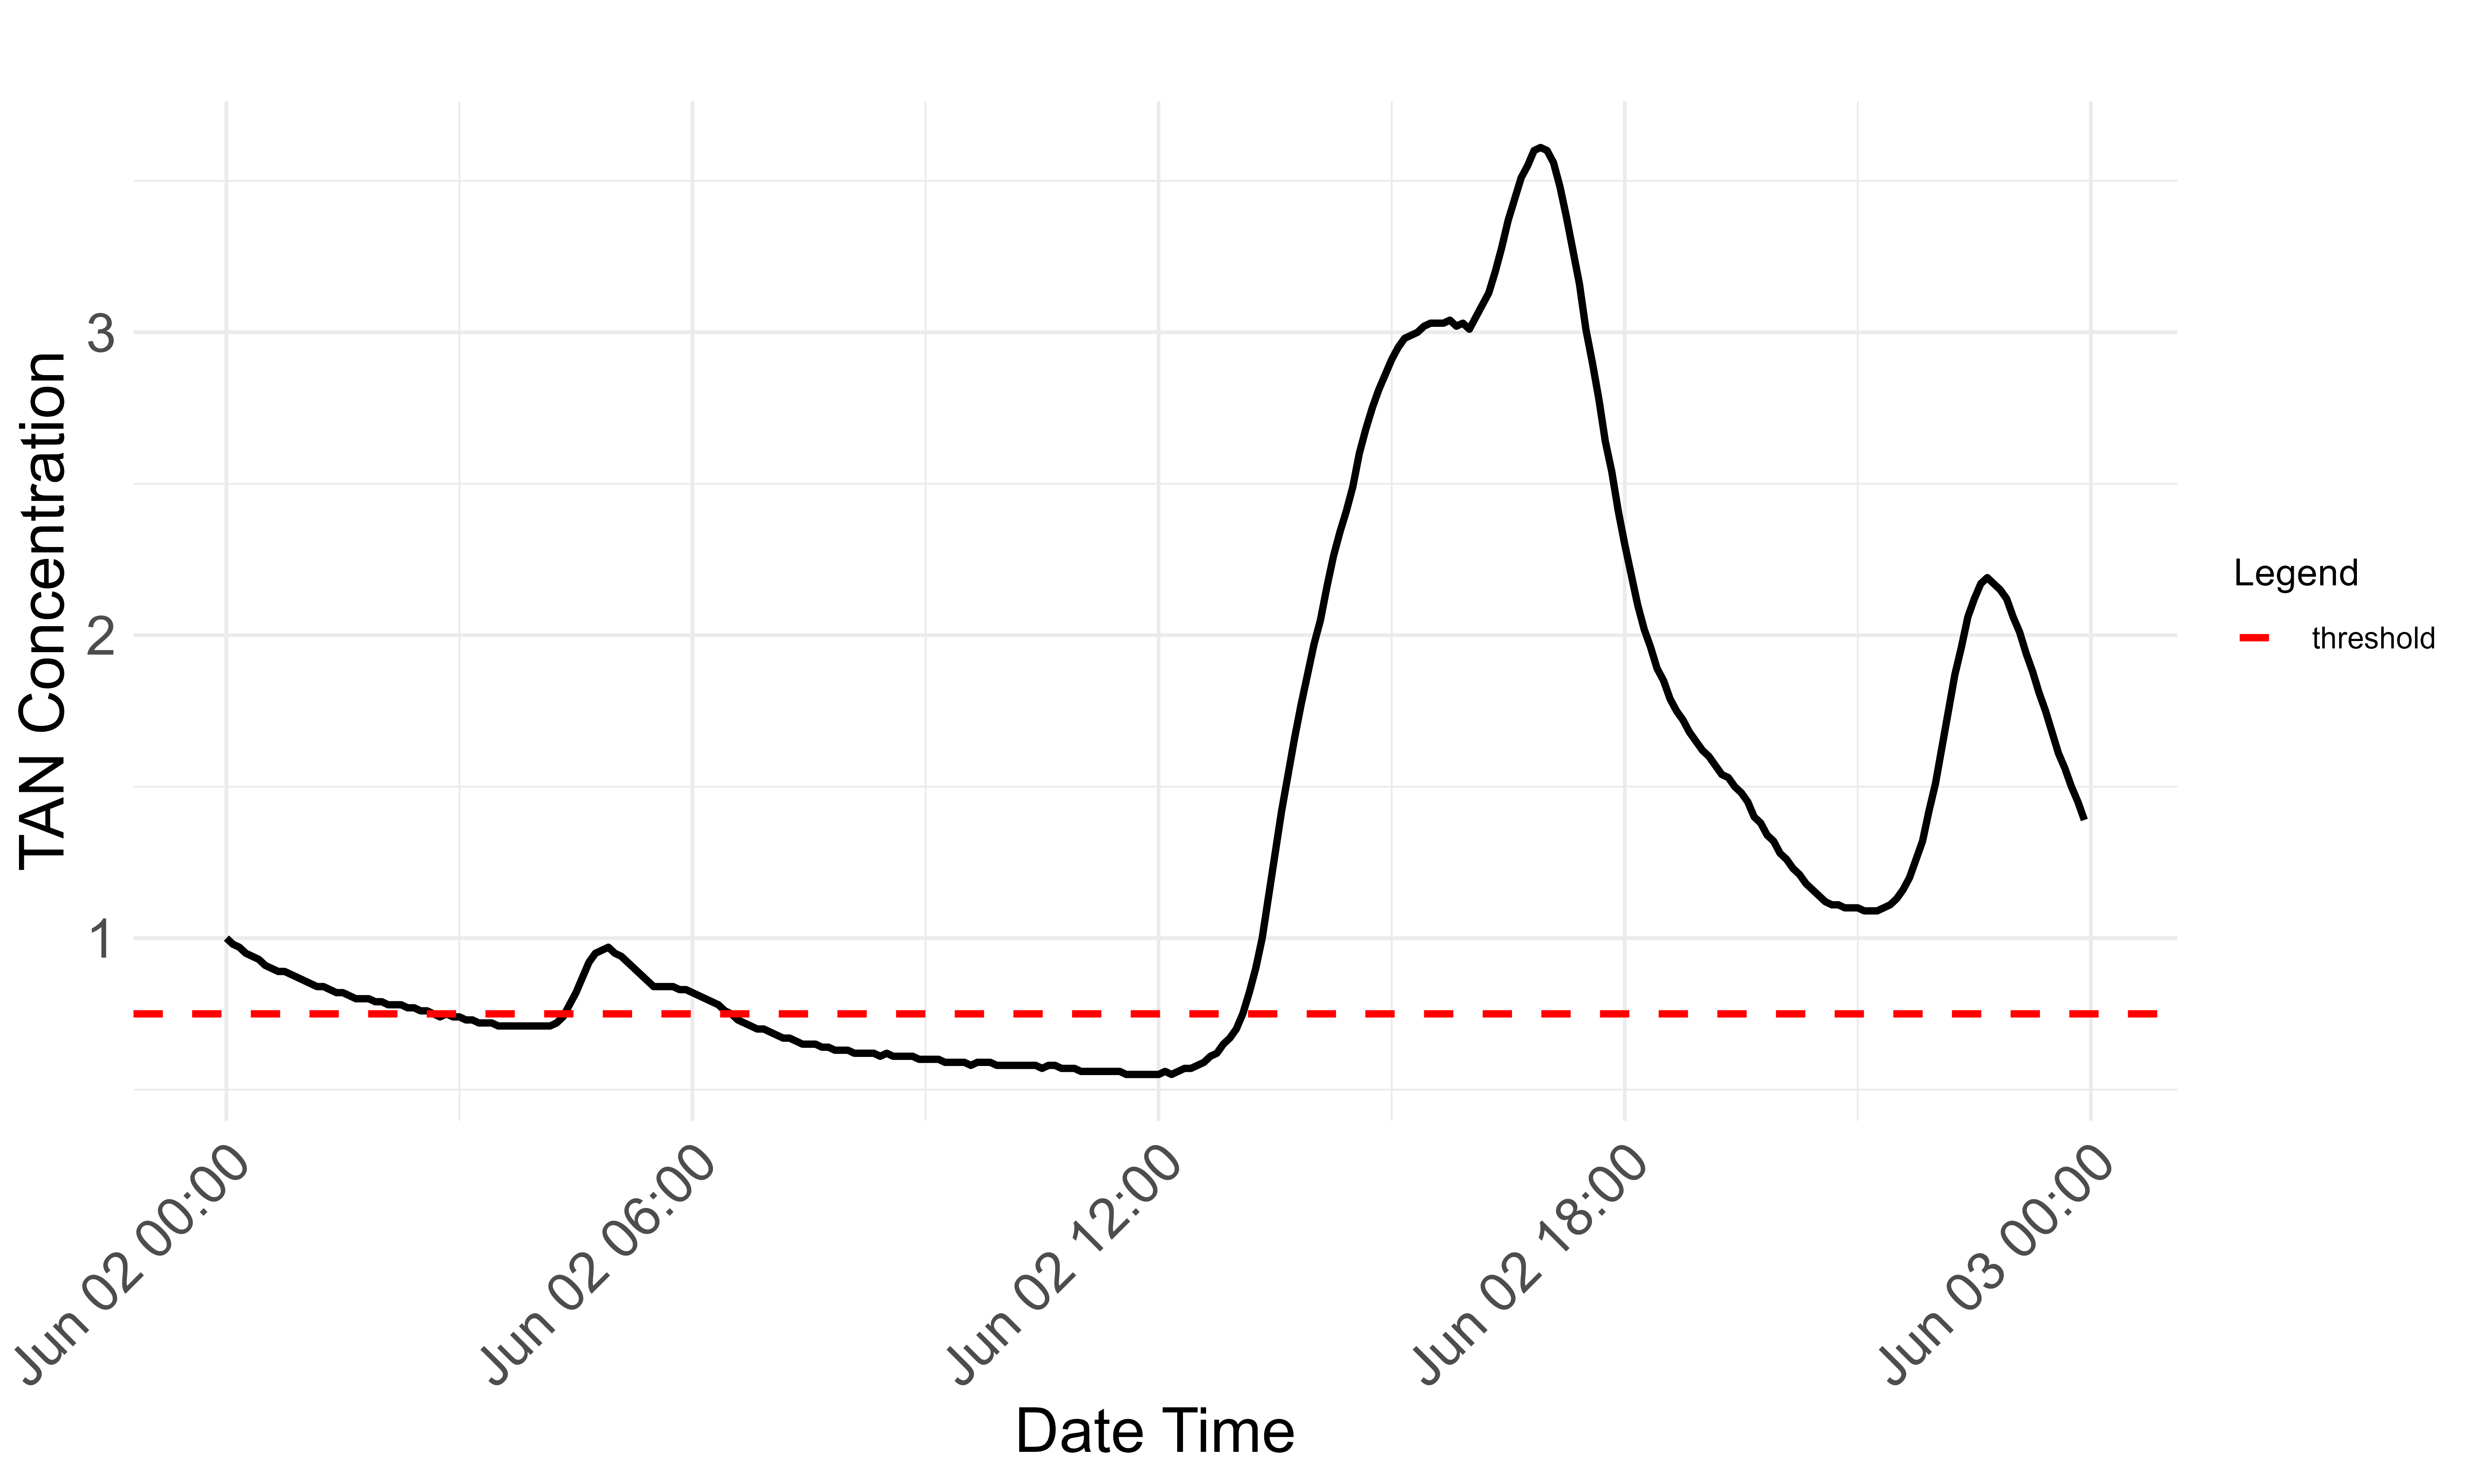 TAN Concentration
3
2
1
Jun 02 00:00
Jun 02 06:00
Jun 02 12:00
Jun 02 18:00
Jun 03 00:00
Date Time
Legend
threshold